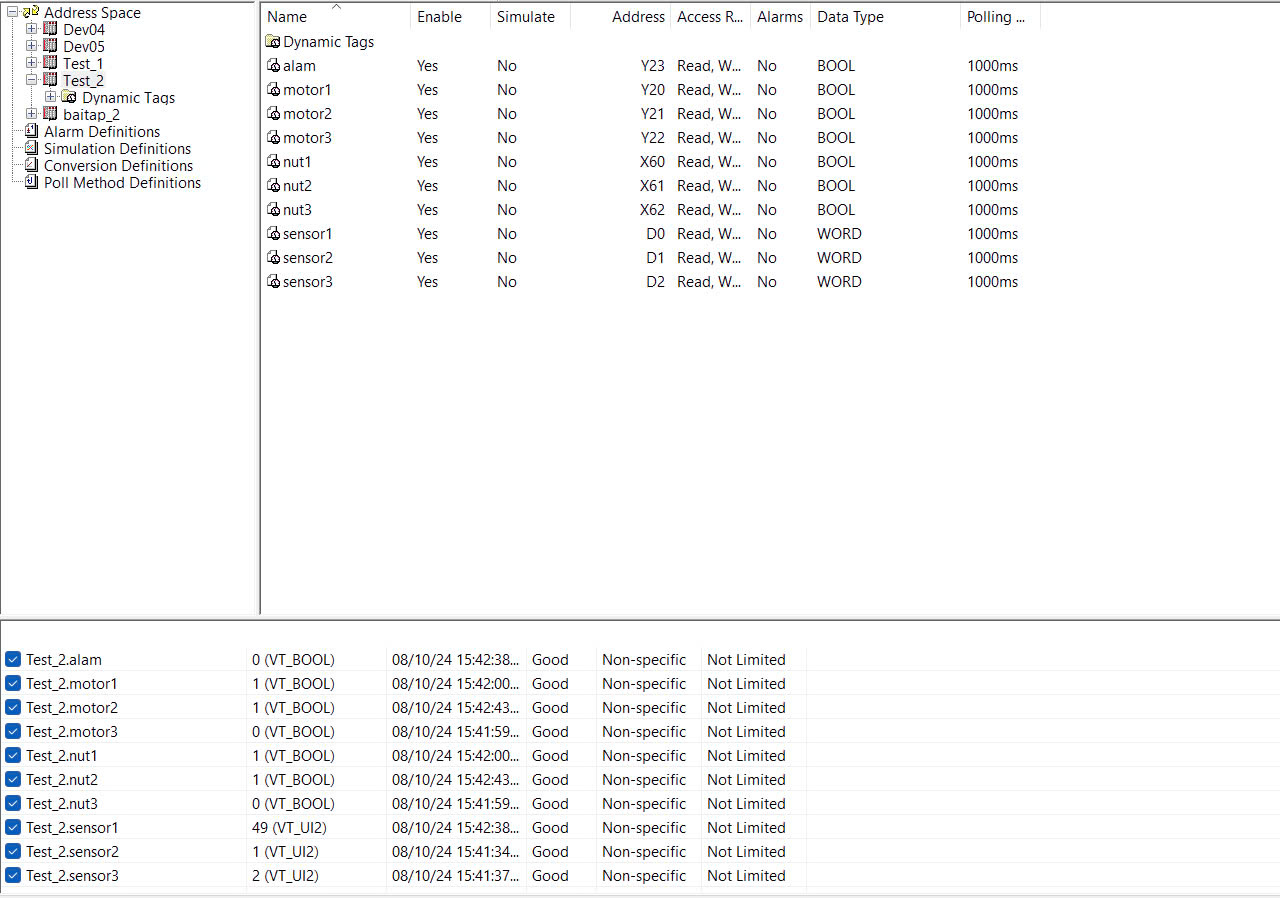 Address Space
Dev04
Dev05
Test_1
Test_2
Dynamic Tags
baitap_2
Alarm Definitions
Simulation Definitions
Conversion Definitions
Poll Method Definitions
Name Enable Simulate Address Access R... Alarms Data Type Polling ...
Dynamic Tags
alam Yes No Y23 Read, W... No BOOL 1000ms
motor1 Yes No Y20 Read, W... No BOOL 1000ms
motor2 Yes No Y21 Read, W... No BOOL 1000ms
motor3 Yes No Y22 Read, W... No BOOL 1000ms
nut1 Yes No X60 Read, W... No BOOL 1000ms
nut2 Yes No X61 Read, W... No BOOL 1000ms
nut3 Yes No X62 Read, W... No BOOL 1000ms
sensor1 Yes No D0 Read, W... No WORD 1000ms
sensor2 Yes No D1 Read, W... No WORD 1000ms
sensor3 Yes No D2 Read, W... No WORD 1000ms
Test_2.alam 0 (VT_BOOL) 08/10/24 15:42:38... Good Non-specific Not Limited
Test_2.motor1 1 (VT_BOOL) 08/10/24 15:42:00... Good Non-specific Not Limited
Test_2.motor2 1 (VT_BOOL) 08/10/24 15:42:43... Good Non-specific Not Limited
Test_2.motor3 0 (VT_BOOL) 08/10/24 15:41:59... Good Non-specific Not Limited
Test_2.nut1 1 (VT_BOOL) 08/10/24 15:42:00... Good Non-specific Not Limited
Test_2.nut2 1 (VT_BOOL) 08/10/24 15:42:43... Good Non-specific Not Limited
Test_2.nut3 0 (VT_BOOL) 08/10/24 15:41:59... Good Non-specific Not Limited
Test_2.sensor1 49 (VT_UI2) 08/10/24 15:42:38... Good Non-specific Not Limited
Test_2.sensor2 1 (VT_UI2) 08/10/24 15:41:34... Good Non-specific Not Limited
Test_2.sensor3 2 (VT_UI2) 08/10/24 15:41:37... Good Non-specific Not Limited